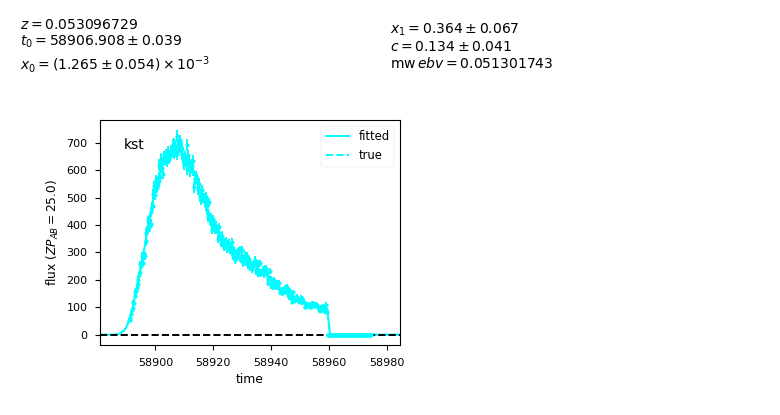 z = 0.053096729
t₀ = 58906.908 ± 0.039
x₀ = (1.265 ± 0.054) × 10⁻³
x₁ = 0.364 ± 0.067
c = 0.134 ± 0.041
mw ebv = 0.051301743
kst
fitted
true
flux (ZP_AB = 25.0)
700
600
500
400
300
200
100
0
58900 58920 58940 58960 58980
time